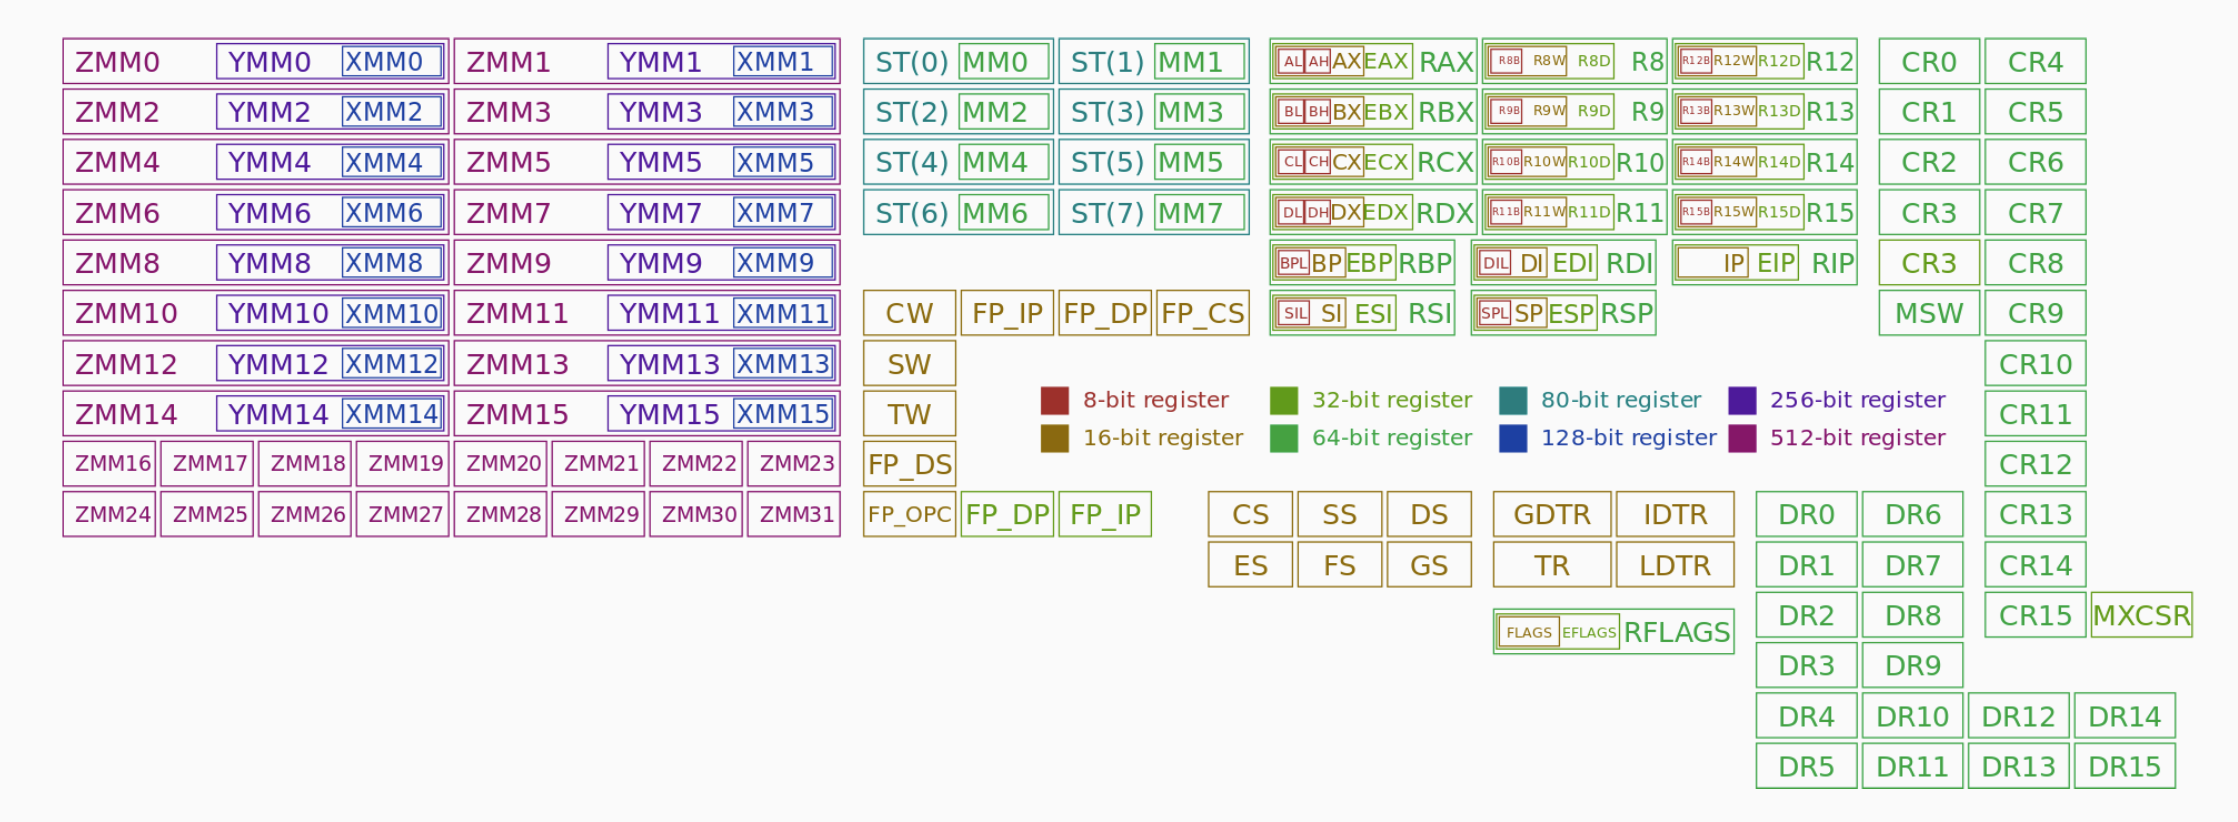 ZMM0 YMM0 XMM0 ZMM1 YMM1 XMM1 ST(0) MM0 ST(1) MM1 AL AH AX EAX RAX R8B R8W R8D R8 R12B R12W R12D R12 CR0 CR4
ZMM2 YMM2 XMM2 ZMM3 YMM3 XMM3 ST(2) MM2 ST(3) MM3 BL BH BX EBX RBX R9B R9W R9D R9 R13B R13W R13D R13 CR1 CR5
ZMM4 YMM4 XMM4 ZMM5 YMM5 XMM5 ST(4) MM4 ST(5) MM5 CL CH CX ECX RCX R10B R10W R10D R10 R14B R14W R14D R14 CR2 CR6
ZMM6 YMM6 XMM6 ZMM7 YMM7 XMM7 ST(6) MM6 ST(7) MM7 DL DH DX EDX RDX R11B R11W R11D R11 R15B R15W R15D R15 CR3 CR7
ZMM8 YMM8 XMM8 ZMM9 YMM9 XMM9 BPL BP EBP RBP DIL DI EDI RDI IP EIP RIP CR3 CR8
ZMM10 YMM10 XMM10 ZMM11 YMM11 XMM11 CW FP_IP FP_DP FP_CS SIL SI ESI RSI SPL SP ESP RSP MSW CR9
ZMM12 YMM12 XMM12 ZMM13 YMM13 XMM13 SW CR10
8-bit register 32-bit register 80-bit register 256-bit register
ZMM14 YMM14 XMM14 ZMM15 YMM15 XMM15 TW CR11
16-bit register 64-bit register 128-bit register 512-bit register
ZMM16 ZMM17 ZMM18 ZMM19 ZMM20 ZMM21 ZMM22 ZMM23 FP_DS CR12
ZMM24 ZMM25 ZMM26 ZMM27 ZMM28 ZMM29 ZMM30 ZMM31 FP_OPC FP_DP FP_IP CS SS DS GDTR IDTR DR0 DR6 CR13
ES FS GS TR LDTR DR1 DR7 CR14
DR2 DR8 CR15 MXCSR
FLAGS EFLAGS RFLAGS
DR3 DR9
DR4 DR10 DR12 DR14
DR5 DR11 DR13 DR15